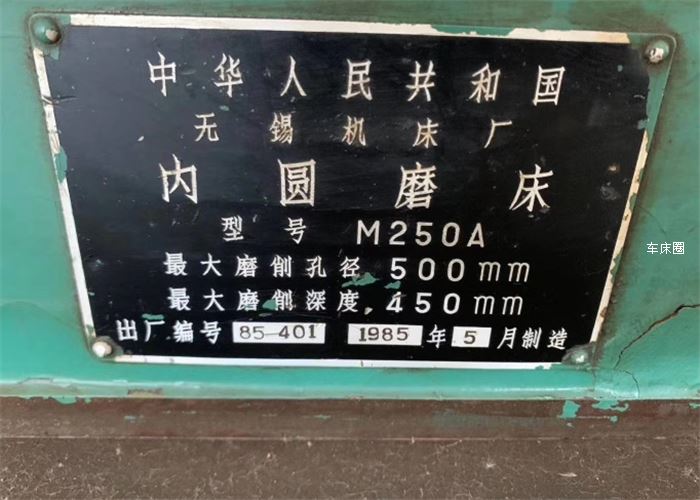 中华人民共和国
无锡机床厂
内圆磨床
型号 M250A
最大磨削孔径 500mm
最大磨削深度 450mm
出厂编号 85-401 1985 年 5 月制造
车床圈